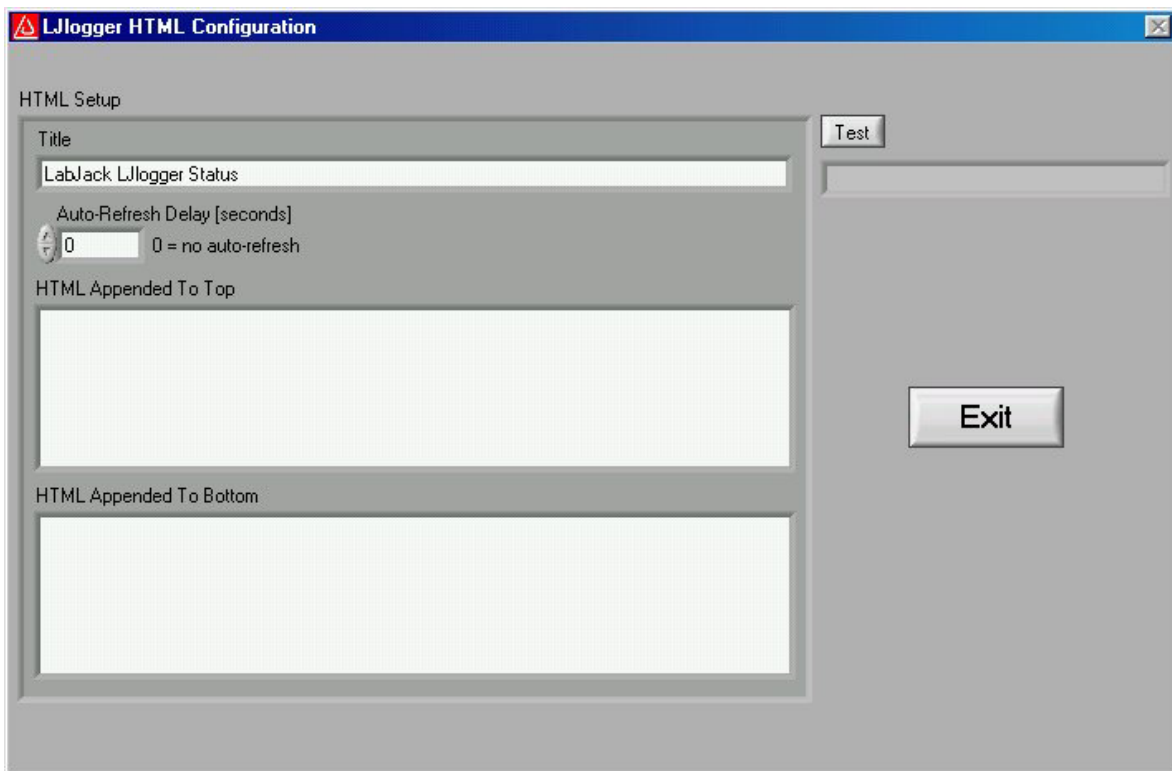 LJlogger HTML Configuration
HTML Setup
Title
LabJack LJlogger Status
Auto-Refresh Delay [seconds]
0 0 = no auto-refresh
HTML Appended To Top
HTML Appended To Bottom
Test
Exit